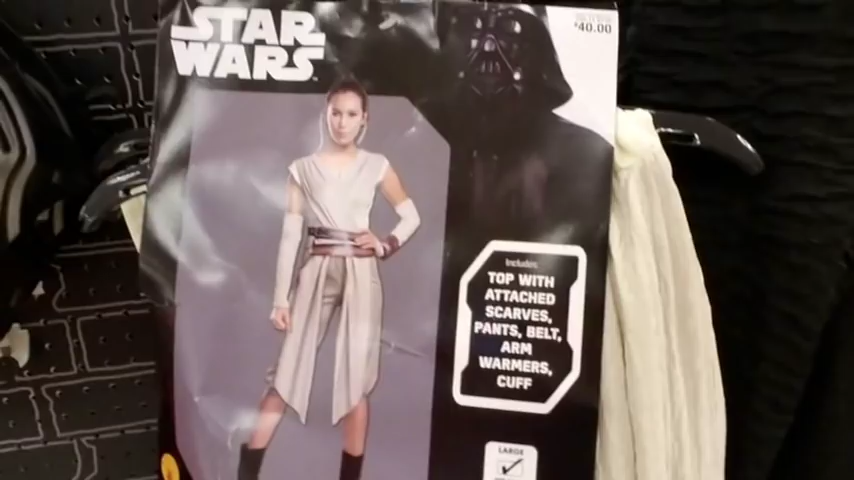 STAR
WARS
$40.00
Includes:
TOP WITH
ATTACHED
SCARVES,
PANTS, BELT,
ARM
WARMERS,
CUFF
LARGE